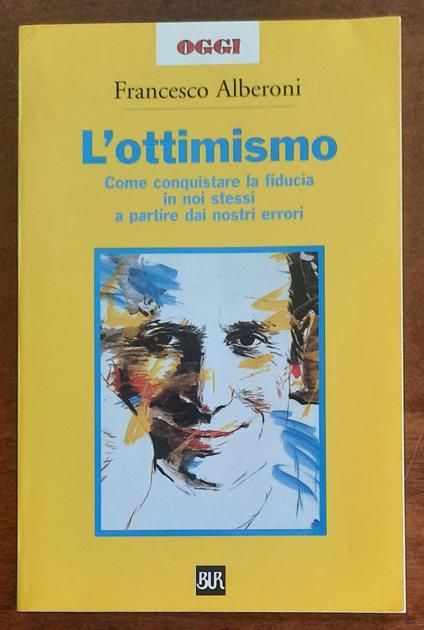 OGGI
Francesco Alberoni
L'ottimismo
Come conquistare la fiducia
in noi stessi
a partire dai nostri errori
BUR